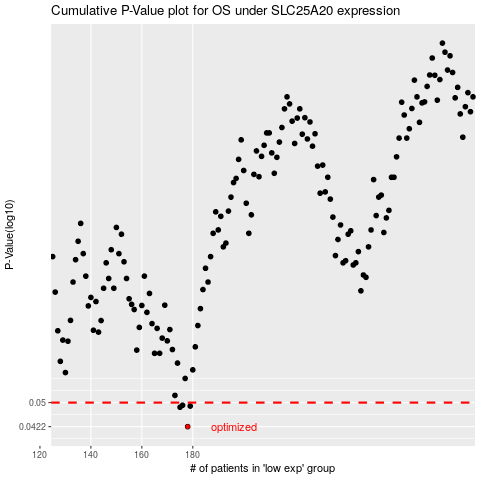 Cumulative P-Value plot for OS under SLC25A20 expression
P-Value(log10)
0.05
0.0422
optimized
120 140 160 180
# of patients in 'low exp' group